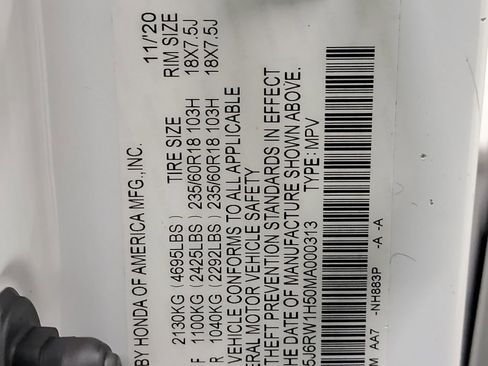 BY HONDA OF AMERICA MFG.,INC. 11/'20
TIRE SIZE RIM SIZE
2130KG (4695LBS)
F 1100KG (2425LBS) 235/60R18 103H 18X7.5J
R 1040KG (2292LBS) 235/60R18 103H 18X7.5J
VEHICLE CONFORMS TO ALL APPLICABLE
ERAL MOTOR VEHICLE SAFETY
THEFT PREVENTION STANDARDS IN EFFECT
THE DATE OF MANUFACTURE SHOWN ABOVE.
5J6RW1H50MA000313 TYPE:MPV
M AA7 -NH883P -A -A